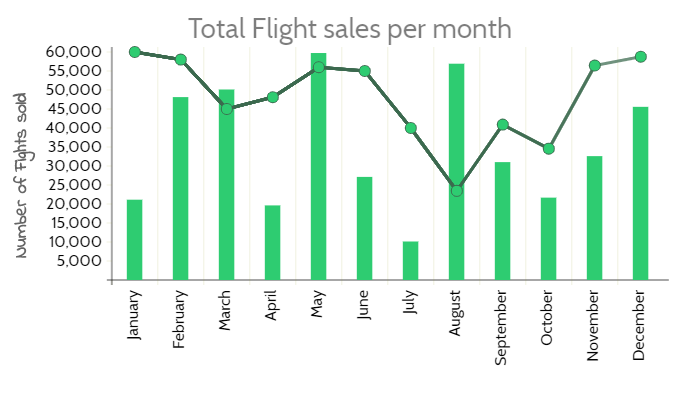 Total Flight sales per month
Number of Flghts sold
60,000
55,000
50,000
45,000
40,000
35,000
30,000
25,000
20,000
15,000
10,000
5,000
January
February
March
April
May
June
July
August
September
October
November
December